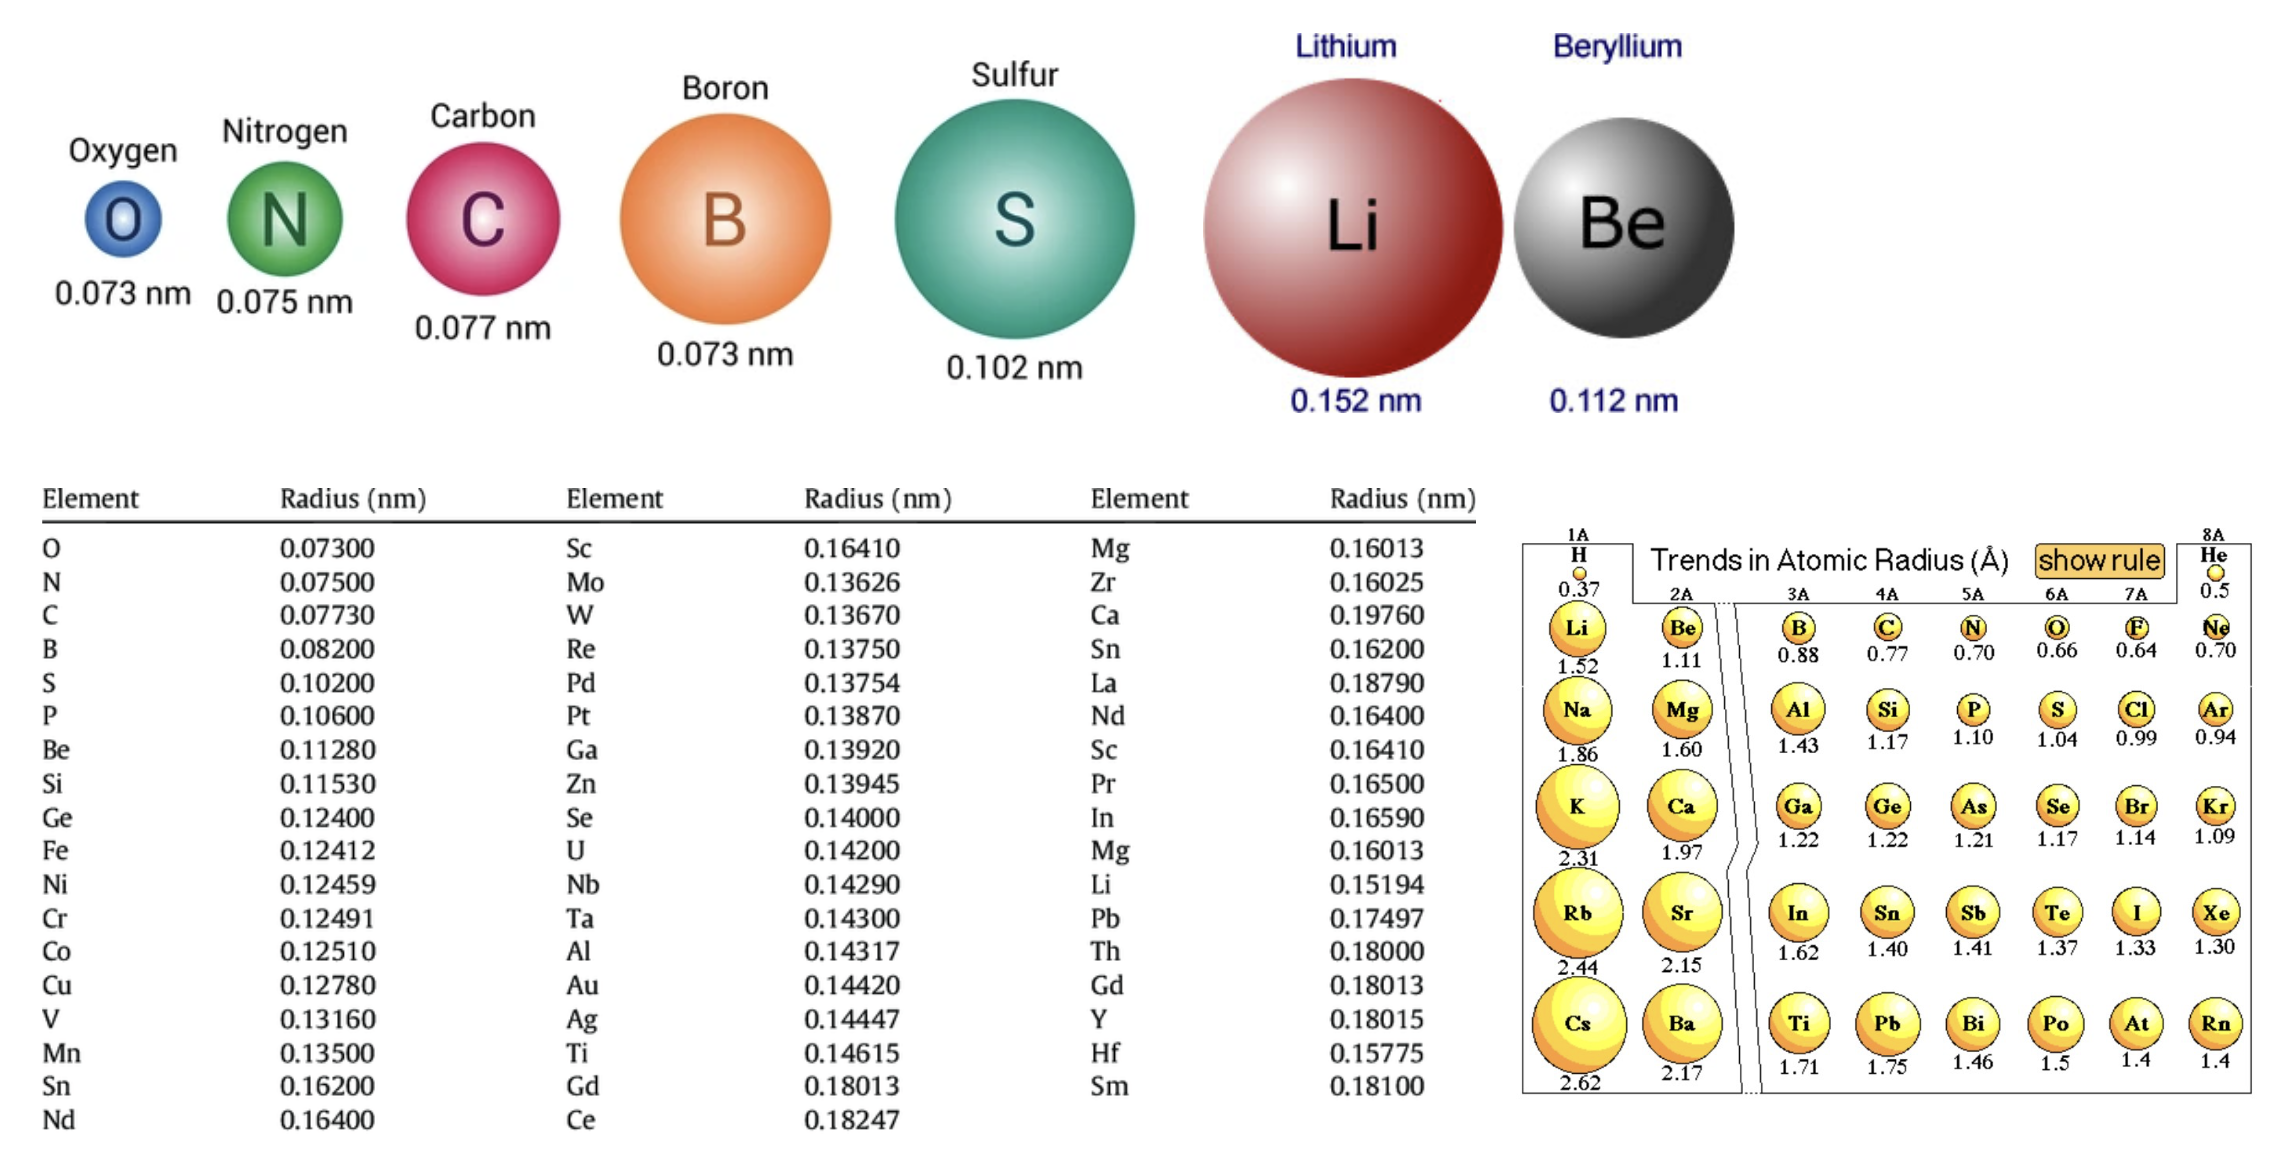 Oxygen
O
0.073 nm
Nitrogen
N
0.075 nm
Carbon
C
0.077 nm
Boron
B
0.073 nm
Sulfur
S
0.102 nm
Lithium
Li
0.152 nm
Beryllium
Be
0.112 nm
Element Radius (nm) Element Radius (nm) Element Radius (nm)
O 0.07300 Sc 0.16410 Mg 0.16013
N 0.07500 Mo 0.13626 Zr 0.16025
C 0.07730 W 0.13670 Ca 0.19760
B 0.08200 Re 0.13750 Sn 0.16200
S 0.10200 Pd 0.13754 La 0.18790
P 0.10600 Pt 0.13870 Nd 0.16400
Be 0.11280 Ga 0.13920 Sc 0.16410
Si 0.11530 Zn 0.13945 Pr 0.16500
Ge 0.12400 Se 0.14000 In 0.16590
Fe 0.12412 U 0.14200 Mg 0.16013
Ni 0.12459 Nb 0.14290 Li 0.15194
Cr 0.12491 Ta 0.14300 Pb 0.17497
Co 0.12510 Al 0.14317 Th 0.18000
Cu 0.12780 Au 0.14420 Gd 0.18013
V 0.13160 Ag 0.14447 Y 0.18015
Mn 0.13500 Ti 0.14615 Hf 0.15775
Sn 0.16200 Gd 0.18013 Sm 0.18100
Nd 0.16400 Ce 0.18247
1A 8A
H Trends in Atomic Radius (Å) show rule He
0.37 0.5
2A 3A 4A 5A 6A 7A
Li Be B C N O F Ne
1.52 1.11 0.88 0.77 0.70 0.66 0.64 0.70
Na Mg Al Si P S Cl Ar
1.86 1.60 1.43 1.17 1.10 1.04 0.99 0.94
K Ca Ga Ge As Se Br Kr
2.31 1.97 1.22 1.22 1.21 1.17 1.14 1.09
Rb Sr In Sn Sb Te I Xe
2.44 2.15 1.62 1.40 1.41 1.37 1.33 1.30
Cs Ba Ti Pb Bi Po At Rn
2.62 2.17 1.71 1.75 1.46 1.5 1.4 1.4